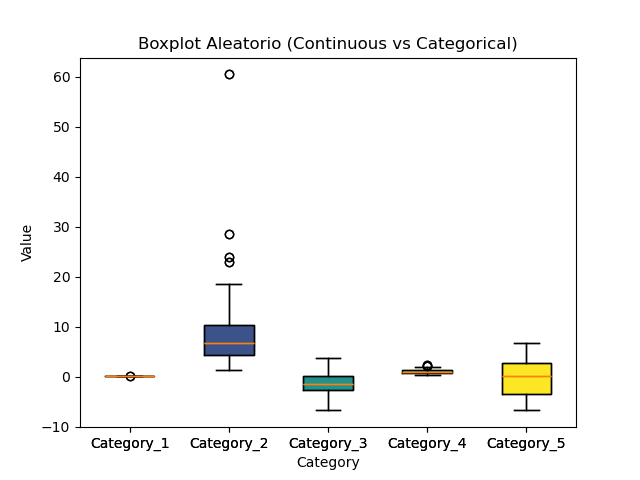 Boxplot Aleatorio (Continuous vs Categorical)
60
50
40
30
20
10
0
−10
Value
Category_1 Category_2 Category_3 Category_4 Category_5
Category